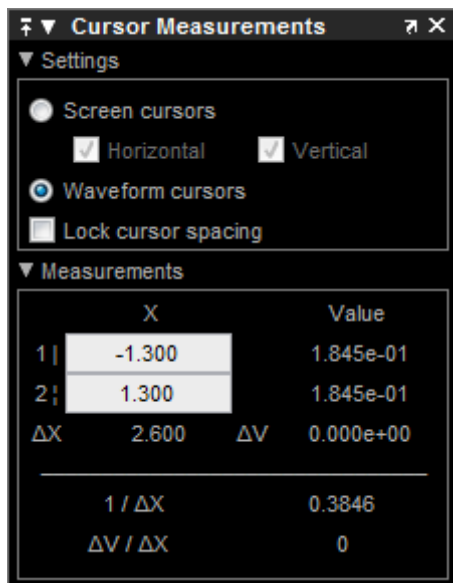 Cursor Measurements
Settings
Screen cursors
Horizontal Vertical
Waveform cursors
Lock cursor spacing
Measurements
X Value
1 | -1.300 1.845e-01
2 ¦ 1.300 1.845e-01
ΔX 2.600 ΔV 0.000e+00
1 / ΔX 0.3846
ΔV / ΔX 0